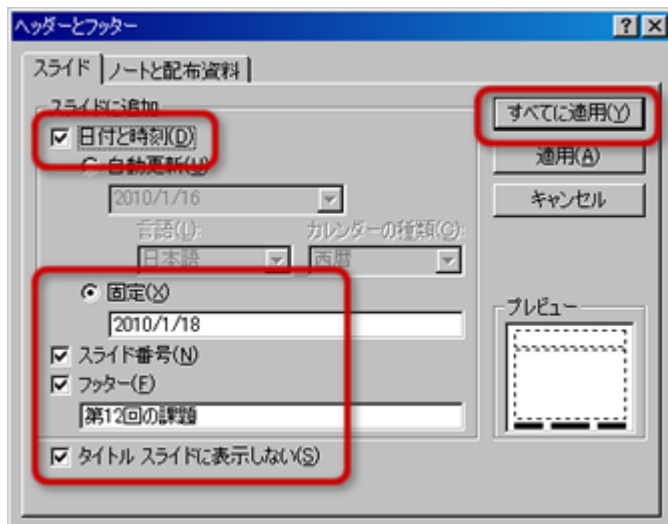 ヘッダーとフッター
スライド
ノートと配布資料
スライドに追加
日付と時刻(D)
自動更新(U)
2010/1/16
言語(L):
カレンダーの種類(C):
日本語
西暦
固定(X)
2010/1/18
スライド番号(N)
フッター(F)
第12回の課題
タイトル スライドに表示しない(S)
すべてに適用(Y)
適用(A)
キャンセル
プレビュー